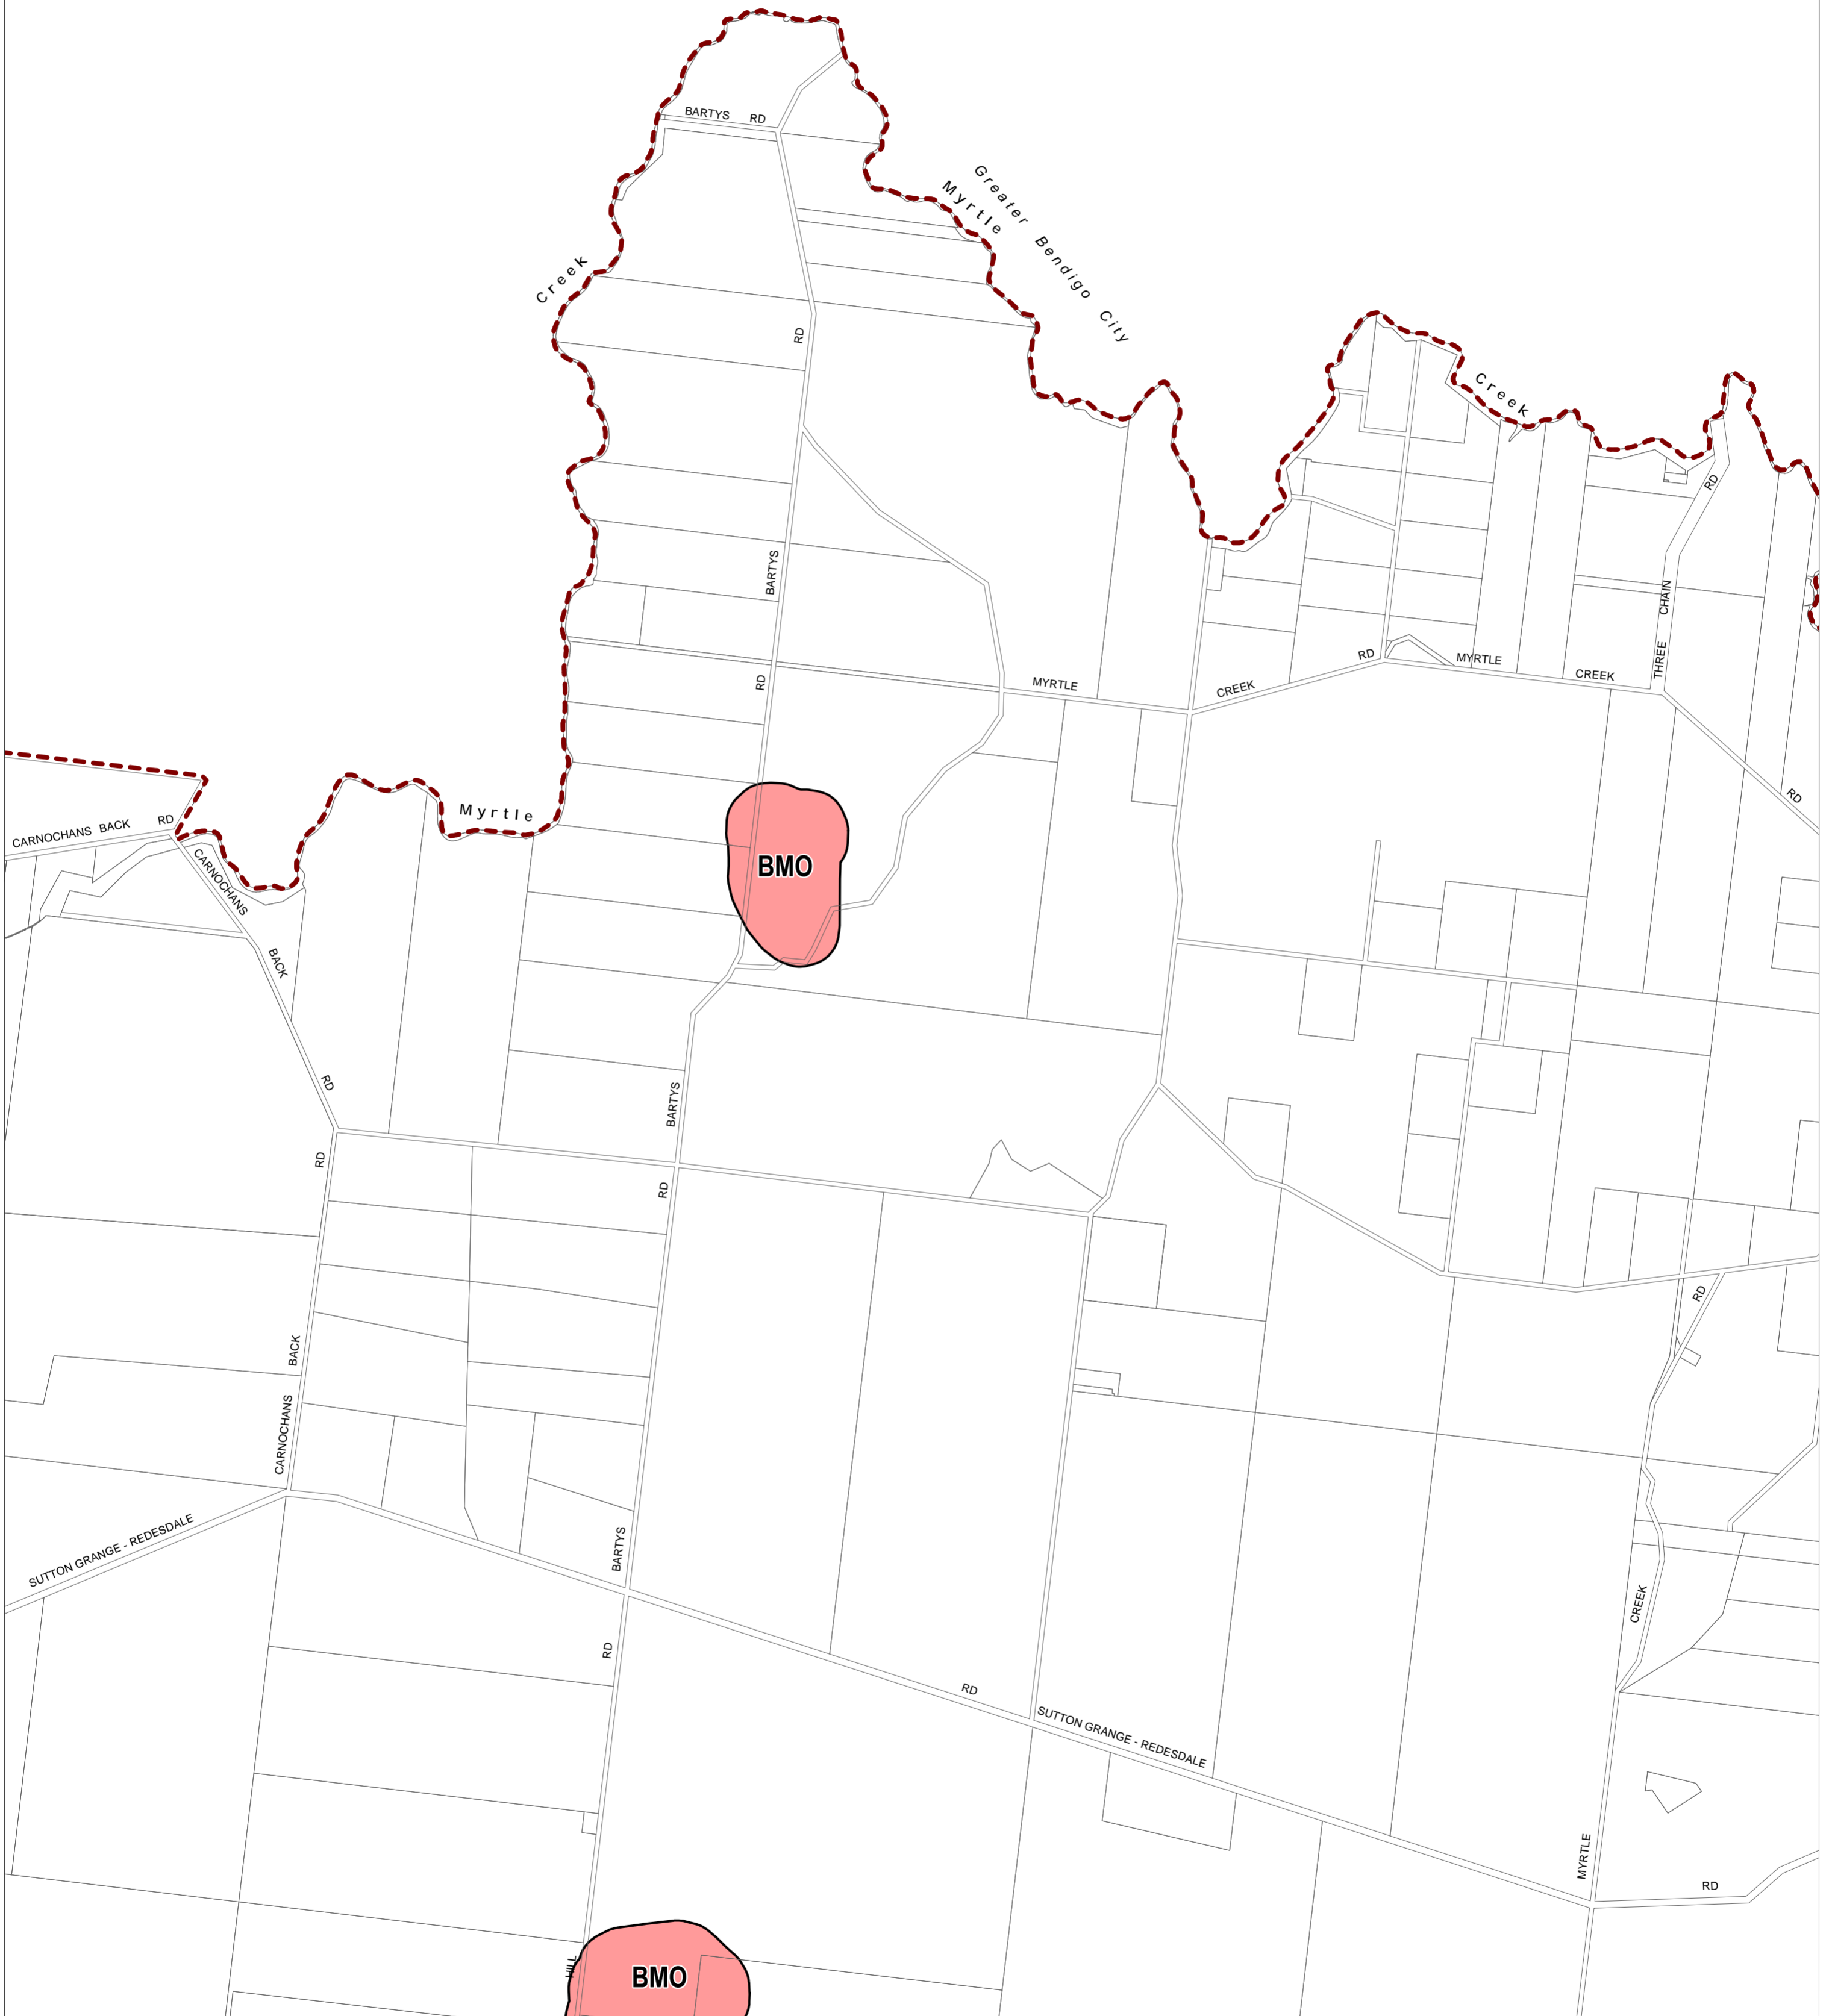 BARTYS RD
Greater Bendigo City
Myrtle
Creek
RD
Creek
RD
BARTYS
CHAIN
THREE
RD
MYRTLE
CREEK
RD
MYRTLE
CREEK
RD
Myrtle
CARNOCHANS BACK RD
CARNOCHANS
BACK
RD
BMO
BARTYS
RD
RD
RD
BACK
CARNOCHANS
SUTTON GRANGE - REDESDALE
BARTYS
RD
CREEK
RD
SUTTON GRANGE - REDESDALE
MYRTLE
RD
HILL
BMO